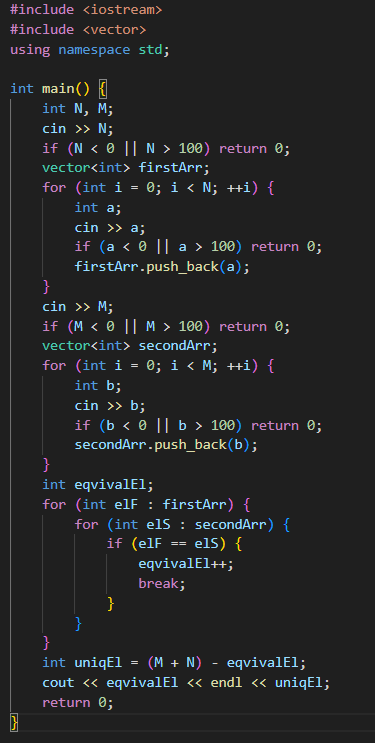 #include <iostream>
#include <vector>
using namespace std;

int main() {
    int N, M;
    cin >> N;
    if (N < 0 || N > 100) return 0;
    vector<int> firstArr;
    for (int i = 0; i < N; ++i) {
        int a;
        cin >> a;
        if (a < 0 || a > 100) return 0;
        firstArr.push_back(a);
    }
    cin >> M;
    if (M < 0 || M > 100) return 0;
    vector<int> secondArr;
    for (int i = 0; i < M; ++i) {
        int b;
        cin >> b;
        if (b < 0 || b > 100) return 0;
        secondArr.push_back(b);
    }
    int eqvivalEl;
    for (int elF : firstArr) {
        for (int elS : secondArr) {
            if (elF == elS) {
                eqvivalEl++;
                break;
            }
        }
    }
    int uniqEl = (M + N) - eqvivalEl;
    cout << eqvivalEl << endl << uniqEl;
    return 0;
}